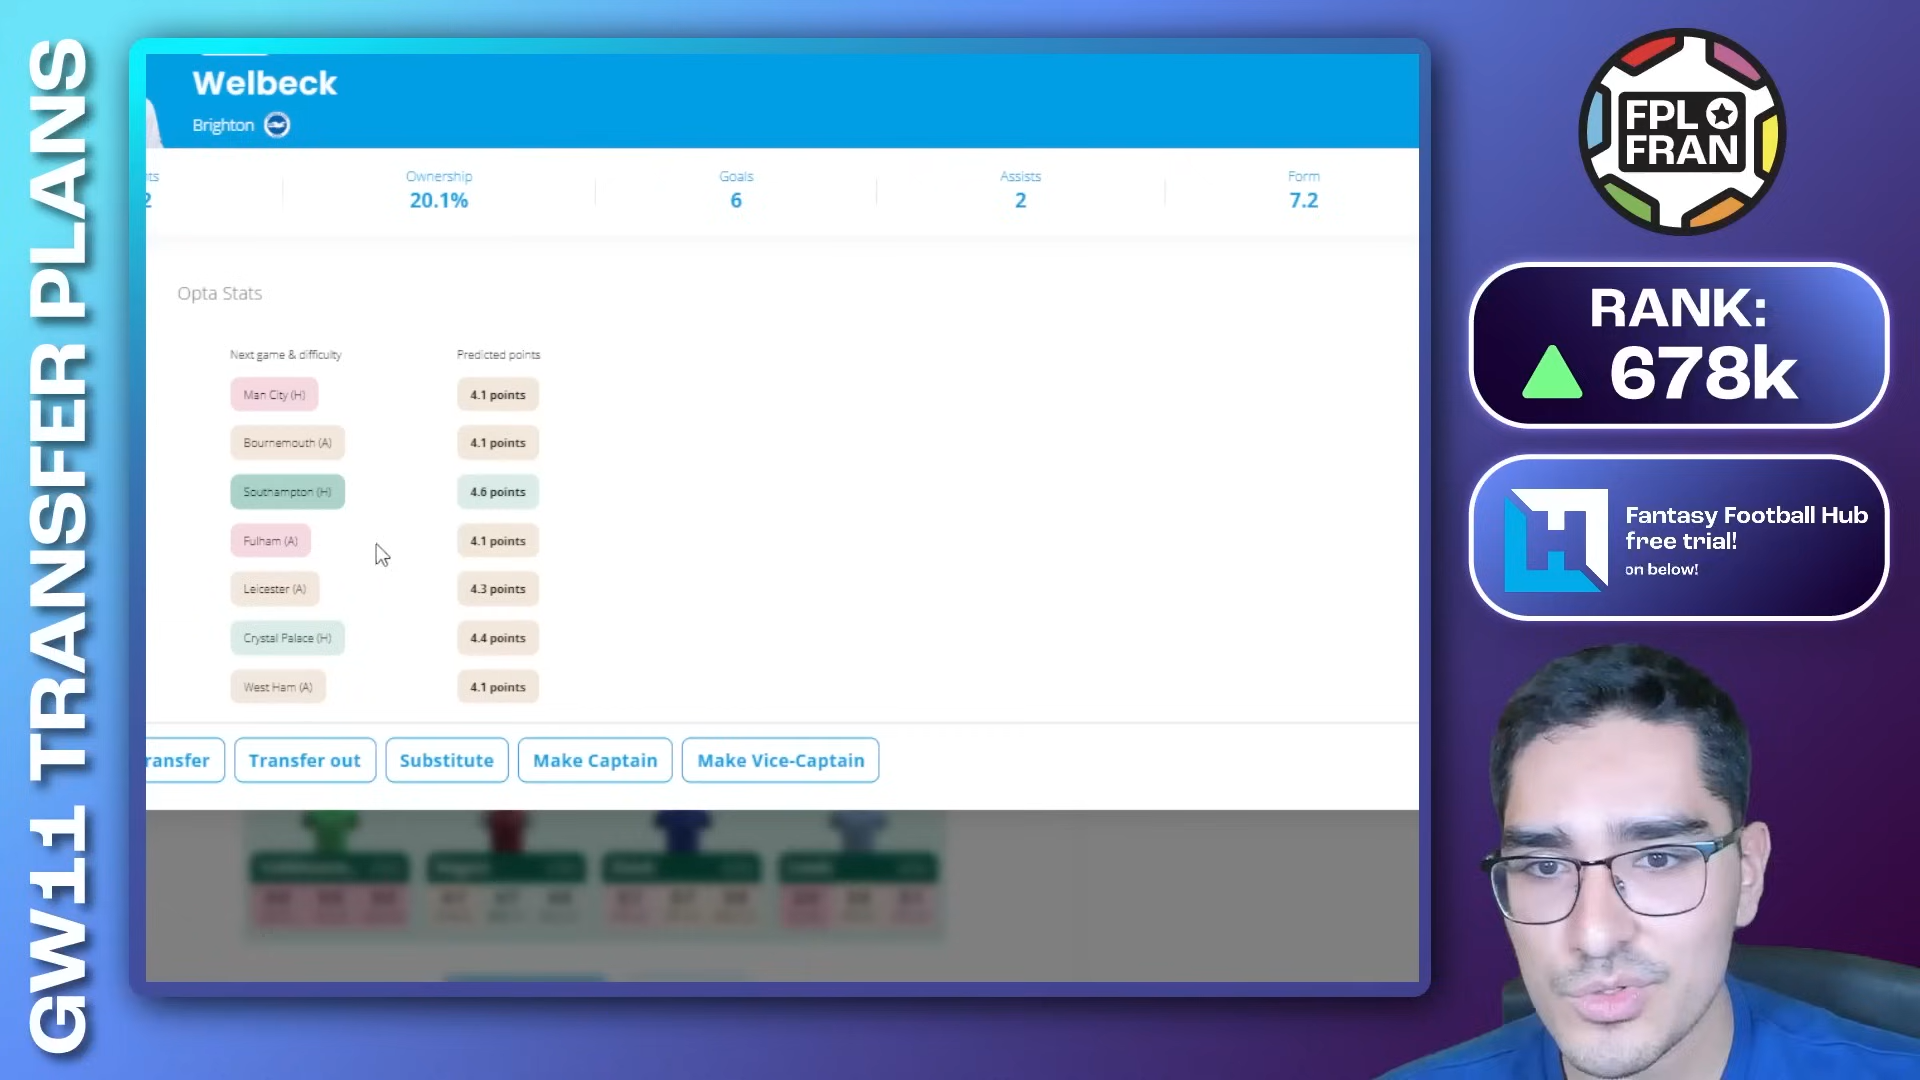 GW11 TRANSFER PLANS
Welbeck
Brighton
Ownership
20.1%
Goals
6
Assists
2
Form
7.2
Opta Stats
Next game & difficulty
Predicted points
Man City (H)
4.1 points
Bournemouth (A)
4.1 points
Southampton (H)
4.6 points
Fulham (A)
4.1 points
Leicester (A)
4.3 points
Crystal Palace (H)
4.4 points
West Ham (A)
4.1 points
Transfer out
Substitute
Make Captain
Make Vice-Captain
FPL
FRAN
RANK:
678k
Fantasy Football Hub
free trial!
on below!